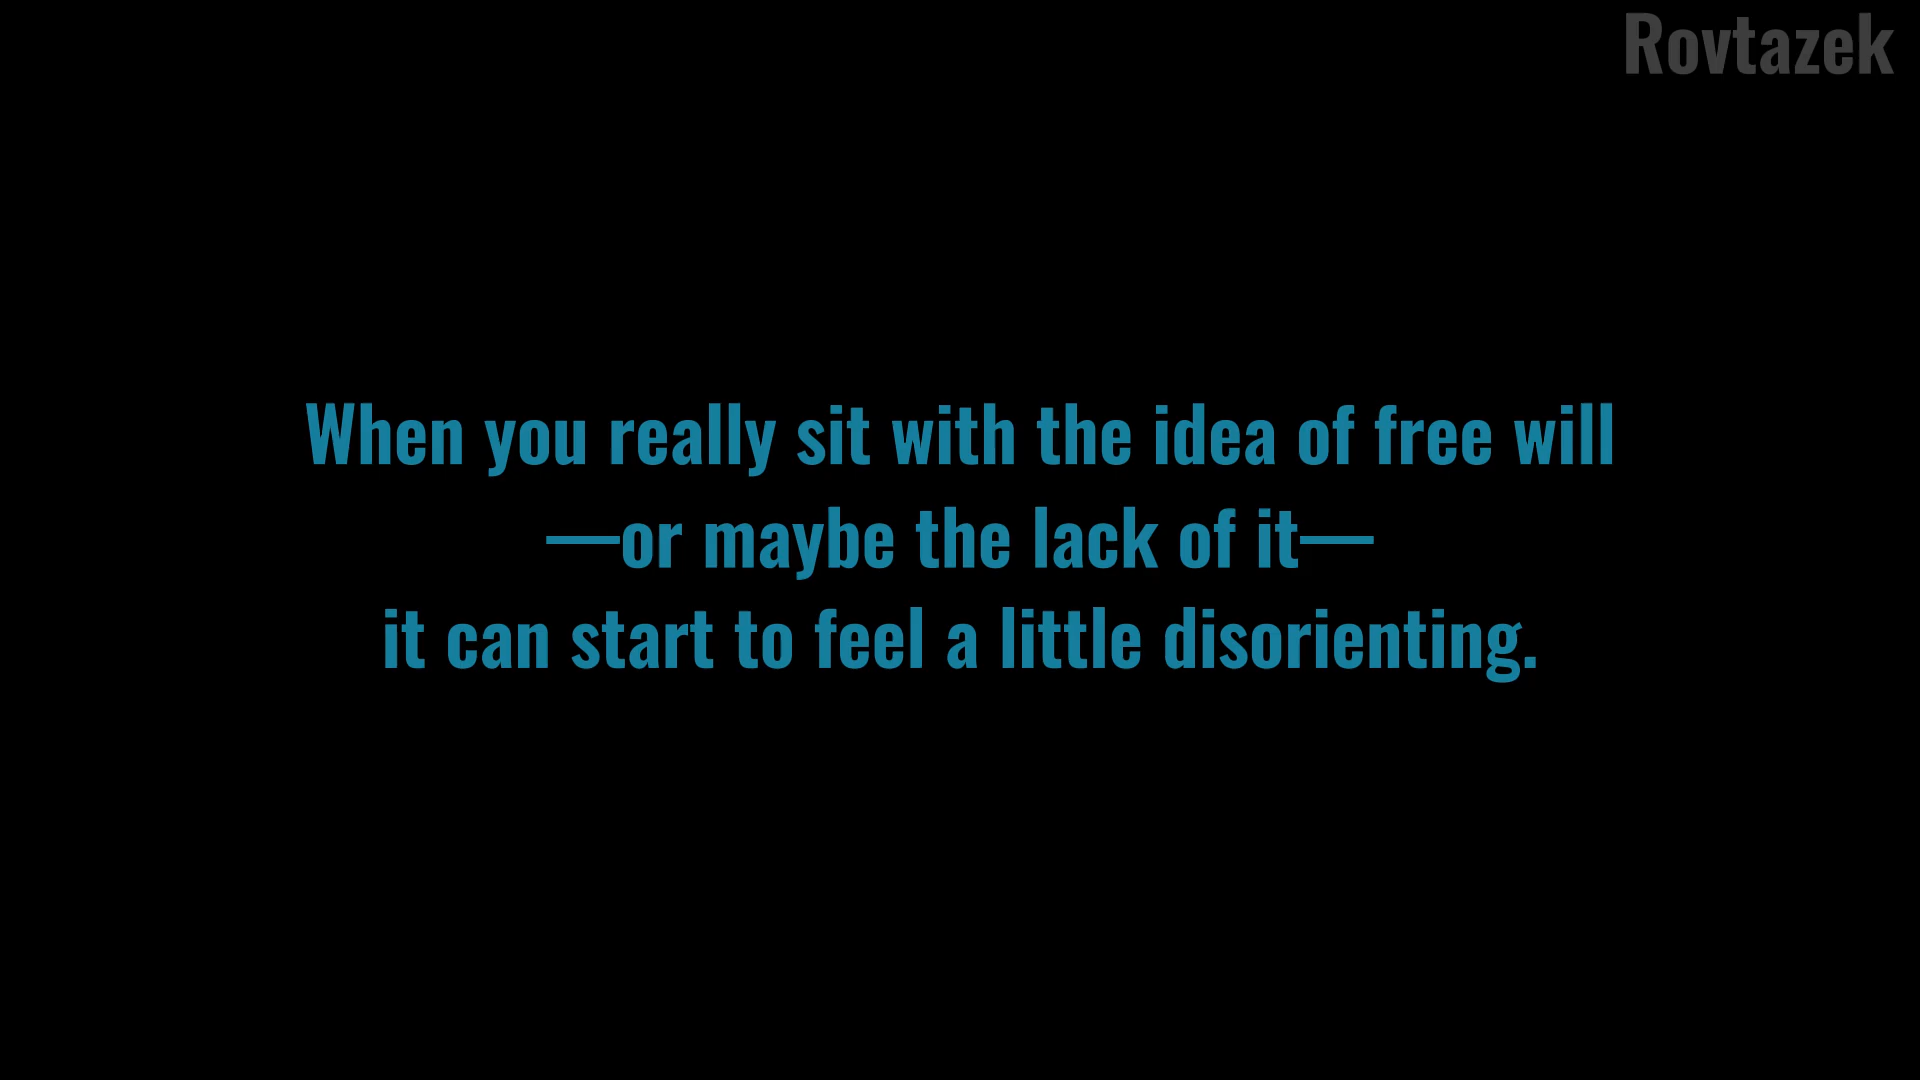 Rovtazek
When you really sit with the idea of free will
—or maybe the lack of it—
it can start to feel a little disorienting.